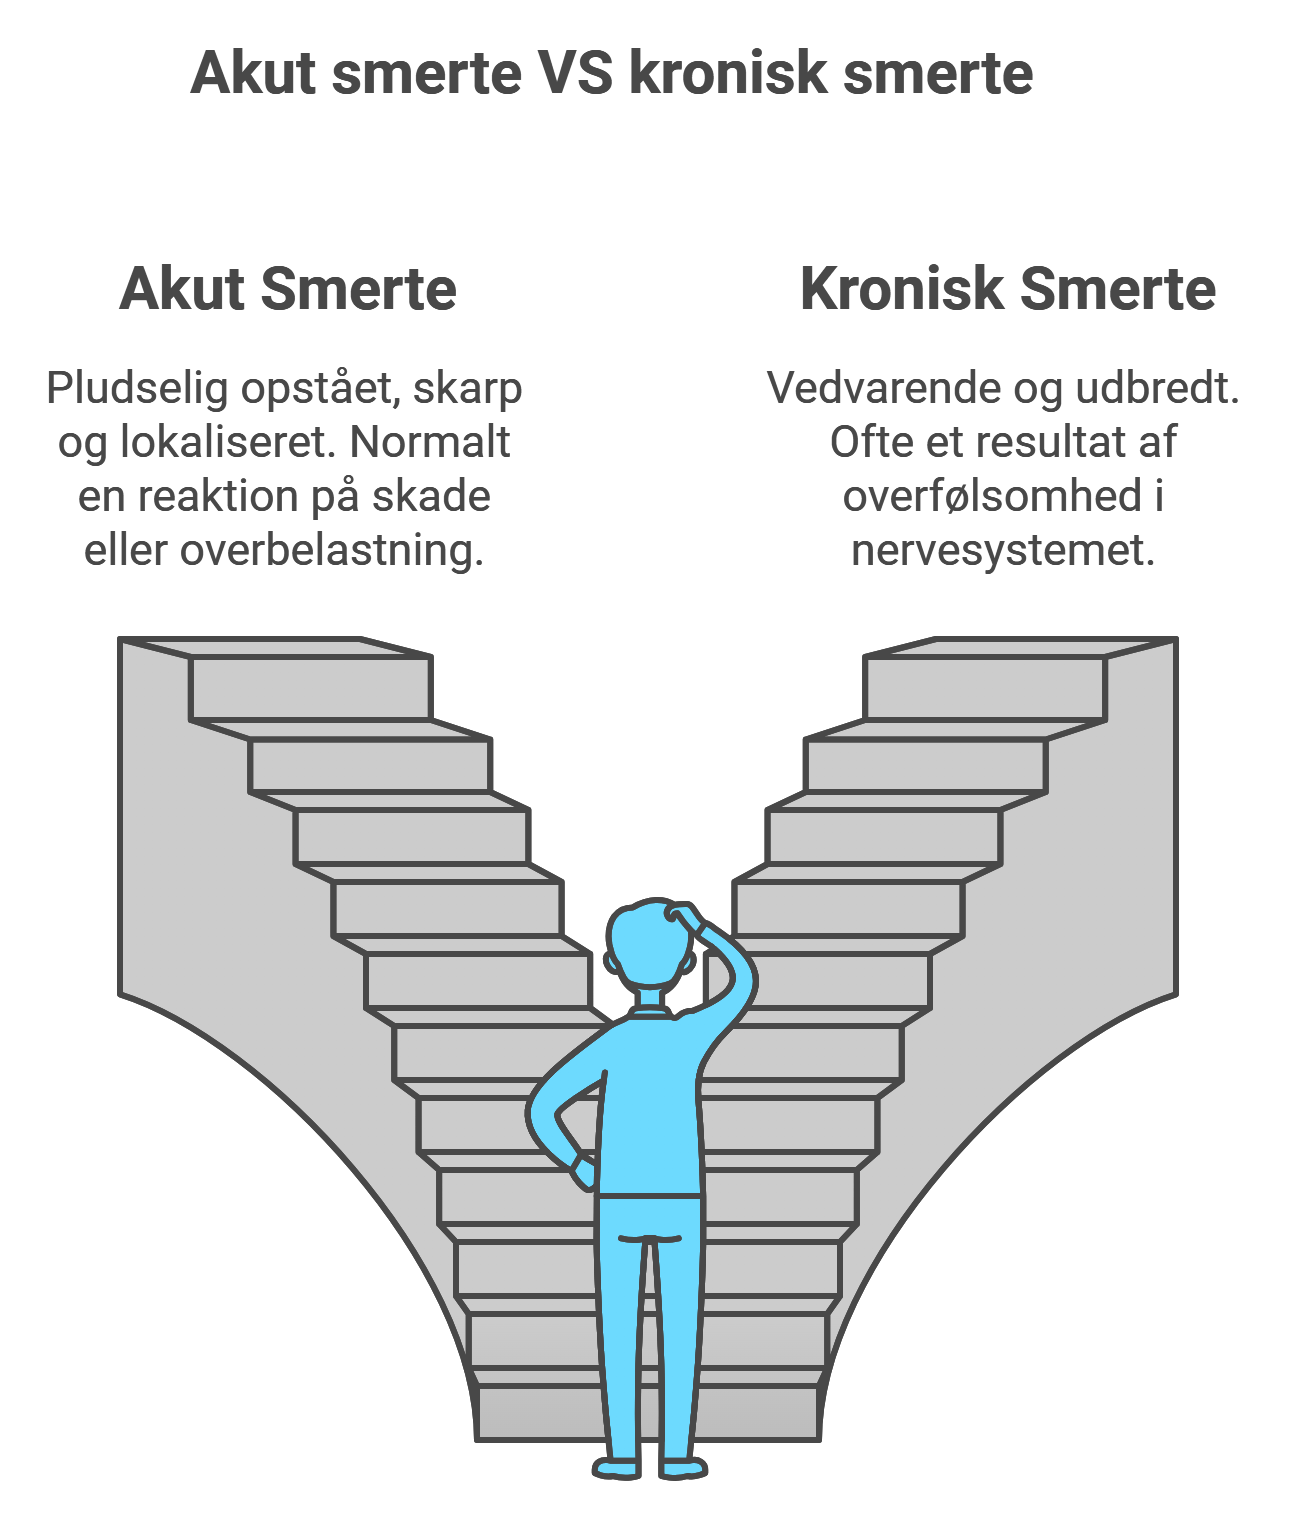 Akut smerte VS kronisk smerte
Akut Smerte
Pludselig opstået, skarp
og lokaliseret. Normalt
en reaktion på skade
eller overbelastning.
Kronisk Smerte
Vedvarende og udbredt.
Ofte et resultat af
overfølsomhed i
nervesystemet.